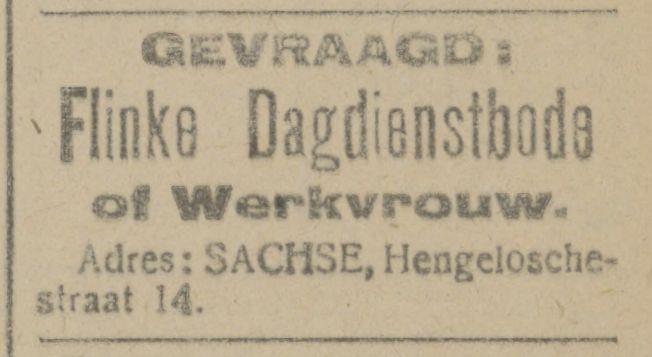 GEVRAAGD:
Flinke Dagdienstbode
of Werkvrouw.
Adres: SACHSE, Hengelosche-
straat 14.